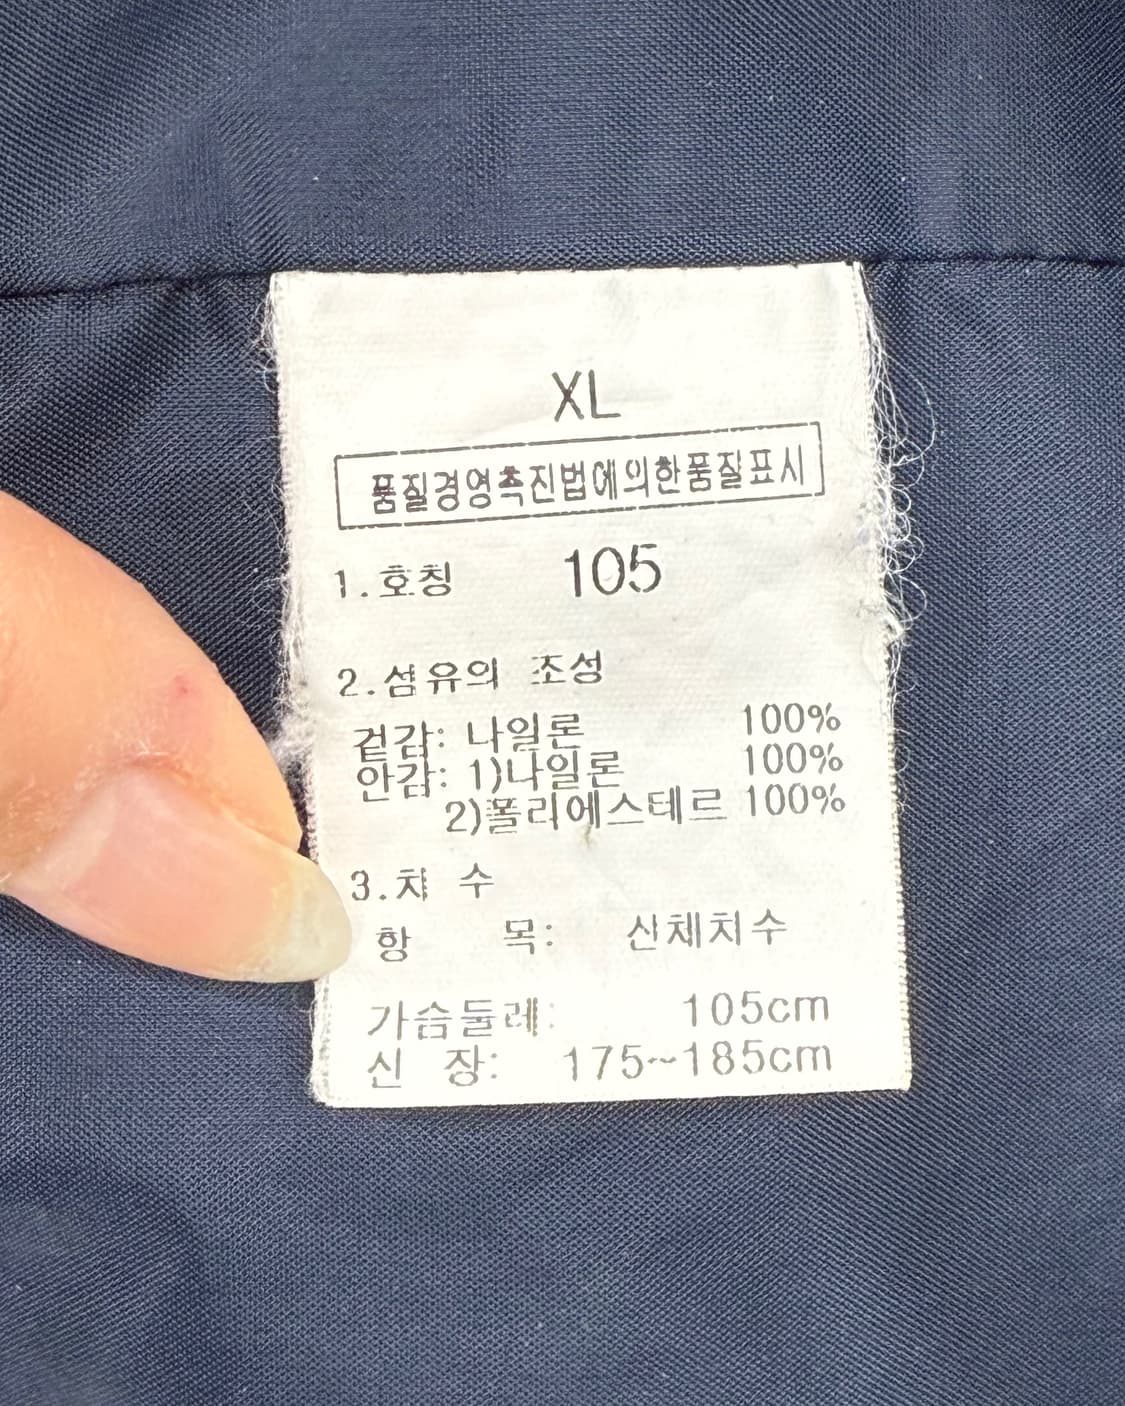 XL
품질경영촉진법에의한품질표시
1.호칭 105
2.섬유의 조성
겉감: 나일론 100%
안감: 1)나일론 100%
2)폴리에스테르 100%
3.치 수
항 목: 신체치수
가슴둘레: 105cm
신 장: 175~185cm